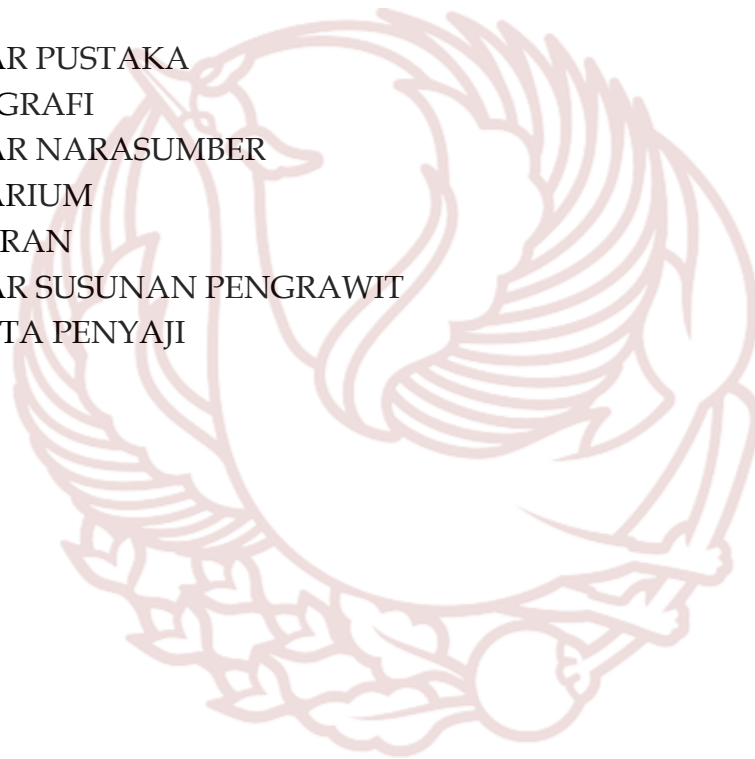 AR PUSTAKA
GRAFI
AR NARASUMBER
ARIUM
RAN
AR SUSUNAN PENGRAWIT
TA PENYAJI